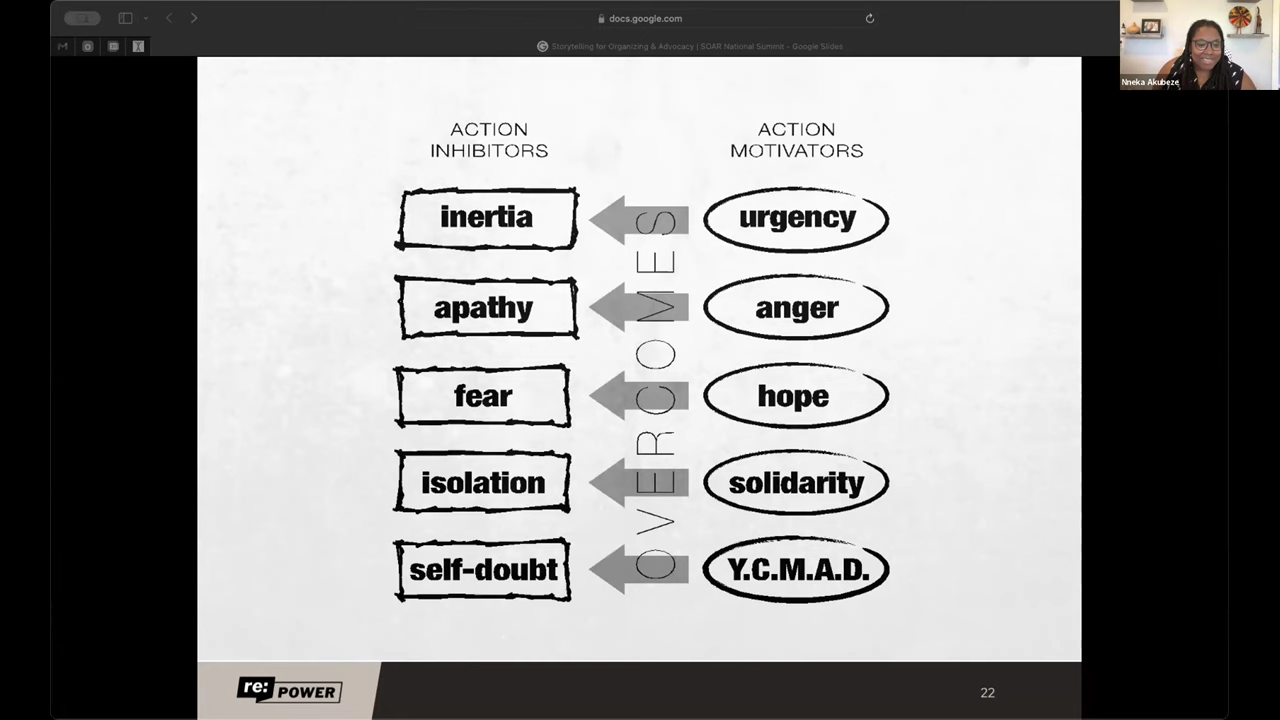 docs.google.com
Storytelling for Organizing & Advocacy | SOAR National Summit - Google Slides
Nneka Akubeze
ACTION
INHIBITORS
ACTION
MOTIVATORS
inertia
urgency
apathy
anger
fear
hope
isolation
solidarity
self-doubt
Y.C.M.A.D.
OVERCOMES
re:
POWER
22